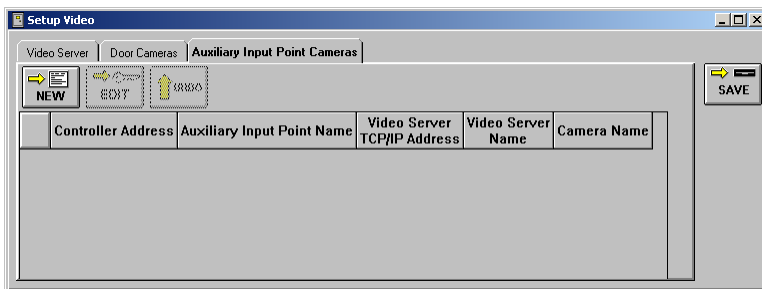 Setup Video
Video Server Door Cameras Auxiliary Input Point Cameras
NEW EDIT UNDO SAVE
Controller Address Auxiliary Input Point Name Video Server TCP/IP Address Video Server Name Camera Name